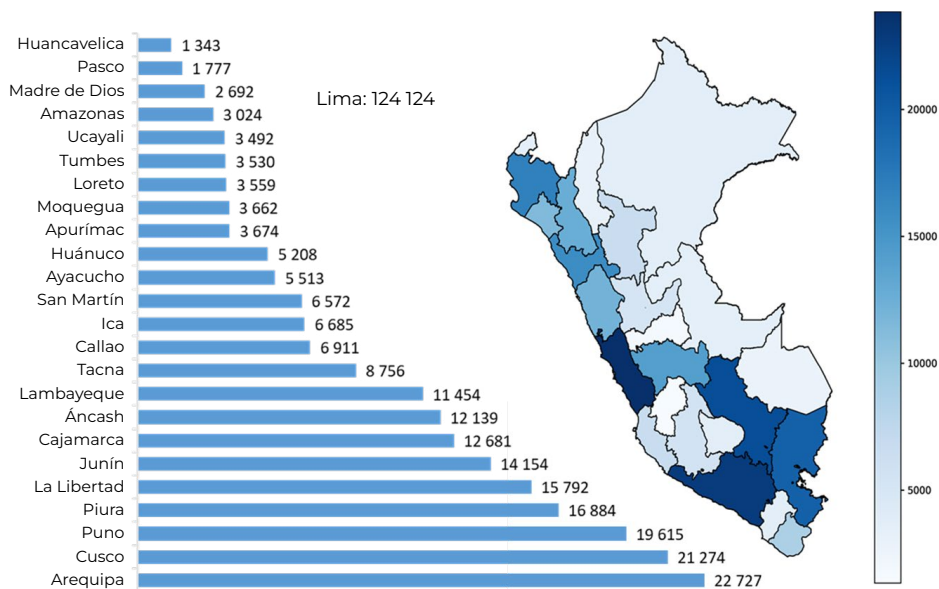 Huancavelica 1 343
Pasco 1 777
Madre de Dios 2 692
Lima: 124 124
Amazonas 3 024
Ucayali 3 492
Tumbes 3 530
Loreto 3 559
Moquegua 3 662
Apurímac 3 674
Huánuco 5 208
Ayacucho 5 513
San Martín 6 572
Ica 6 685
Callao 6 911
Tacna 8 756
Lambayeque 11 454
Áncash 12 139
Cajamarca 12 681
Junín 14 154
La Libertad 15 792
Piura 16 884
Puno 19 615
Cusco 21 274
Arequipa 22 727
20000
15000
10000
5000